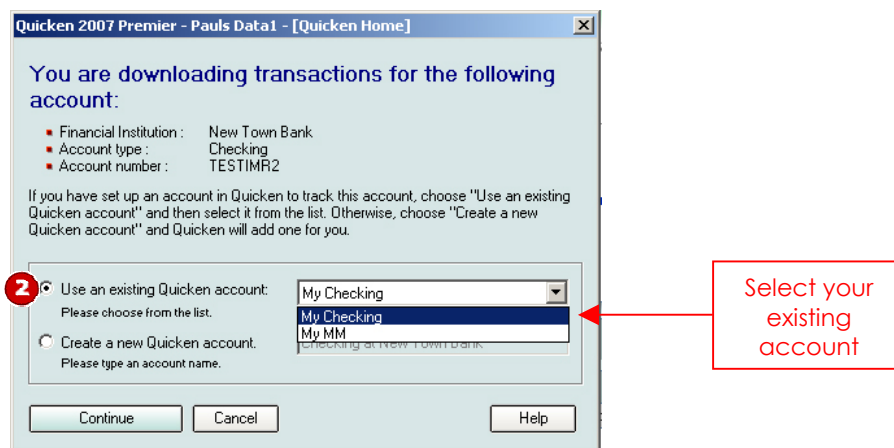 Quicken 2007 Premier - Pauls Data1 - [Quicken Home]
You are downloading transactions for the following
account:
Financial Institution : New Town Bank
Account type : Checking
Account number : TESTIMR2
If you have set up an account in Quicken to track this account, choose "Use an existing
Quicken account" and then select it from the list. Otherwise, choose "Create a new
Quicken account" and Quicken will add one for you.
2 Use an existing Quicken account: My Checking
Please choose from the list.
My Checking
My MM
Create a new Quicken account. Checking at New Town Bank
Please type an account name.
Continue Cancel Help
Select your
existing
account